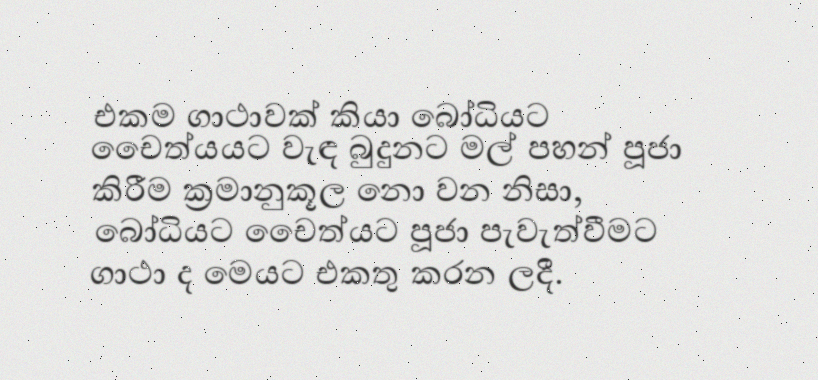 එකම ගාථාවක් කියා බෝධියට
චෛත්යයට වැඳ බුදුනට මල් පහන් පූජා
කිරීම ක්‍රමානුකූල නො වන නිසා,
බෝධියට චෛත්යට පූජා පැවැත්වීමට
ගාථා ද මෙයට එකතු කරන ලදී.